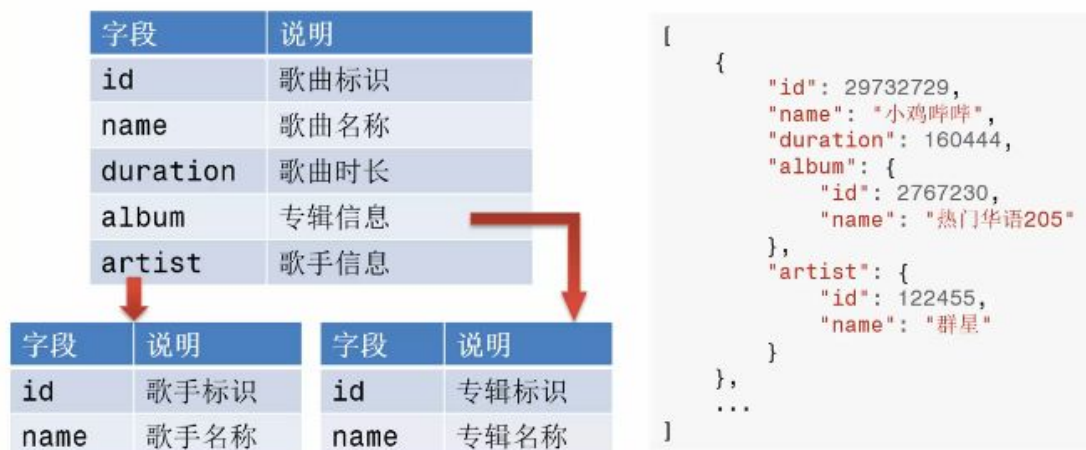 字段 说明
id 歌曲标识
name 歌曲名称
duration 歌曲时长
album 专辑信息
artist 歌手信息
字段 说明
id 歌手标识
name 歌手名称
字段 说明
id 专辑标识
name 专辑名称
[
{
"id": 29732729,
"name": "小鸡哔哔",
"duration": 160444,
"album": {
"id": 2767230,
"name": "热门华语205"
},
"artist": {
"id": 122455,
"name": "群星"
}
},
...
]